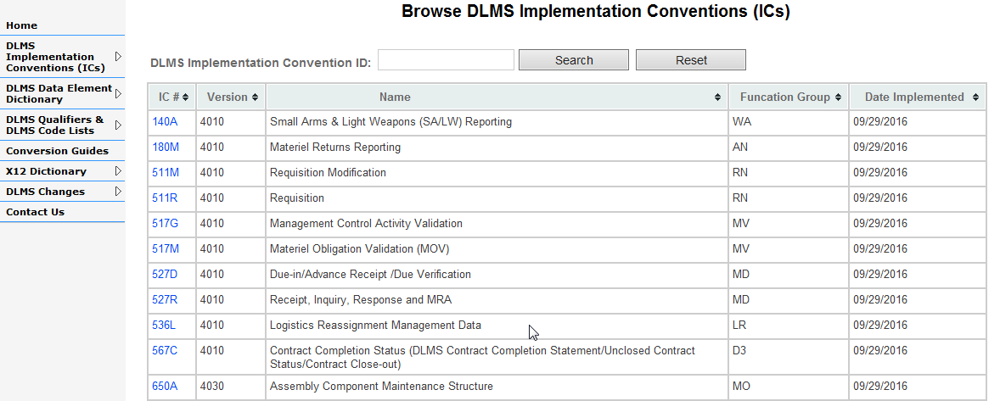 Browse DLMS Implementation Conventions (ICs)
Home
DLMS
Implementation
Conventions (ICs)
DLMS Data Element
Dictionary
DLMS Qualifiers &
DLMS Code Lists
Conversion Guides
X12 Dictionary
DLMS Changes
Contact Us
DLMS Implementation Convention ID: Search Reset
IC # Version Name Funcation Group Date Implemented
140A 4010 Small Arms & Light Weapons (SA/LW) Reporting WA 09/29/2016
180M 4010 Materiel Returns Reporting AN 09/29/2016
511M 4010 Requisition Modification RN 09/29/2016
511R 4010 Requisition RN 09/29/2016
517G 4010 Management Control Activity Validation MV 09/29/2016
517M 4010 Materiel Obligation Validation (MOV) MV 09/29/2016
527D 4010 Due-in/Advance Receipt /Due Verification MD 09/29/2016
527R 4010 Receipt, Inquiry, Response and MRA MD 09/29/2016
536L 4010 Logistics Reassignment Management Data LR 09/29/2016
567C 4010 Contract Completion Status (DLMS Contract Completion Statement/Unclosed Contract D3 09/29/2016
Status/Contract Close-out)
650A 4030 Assembly Component Maintenance Structure MO 09/29/2016